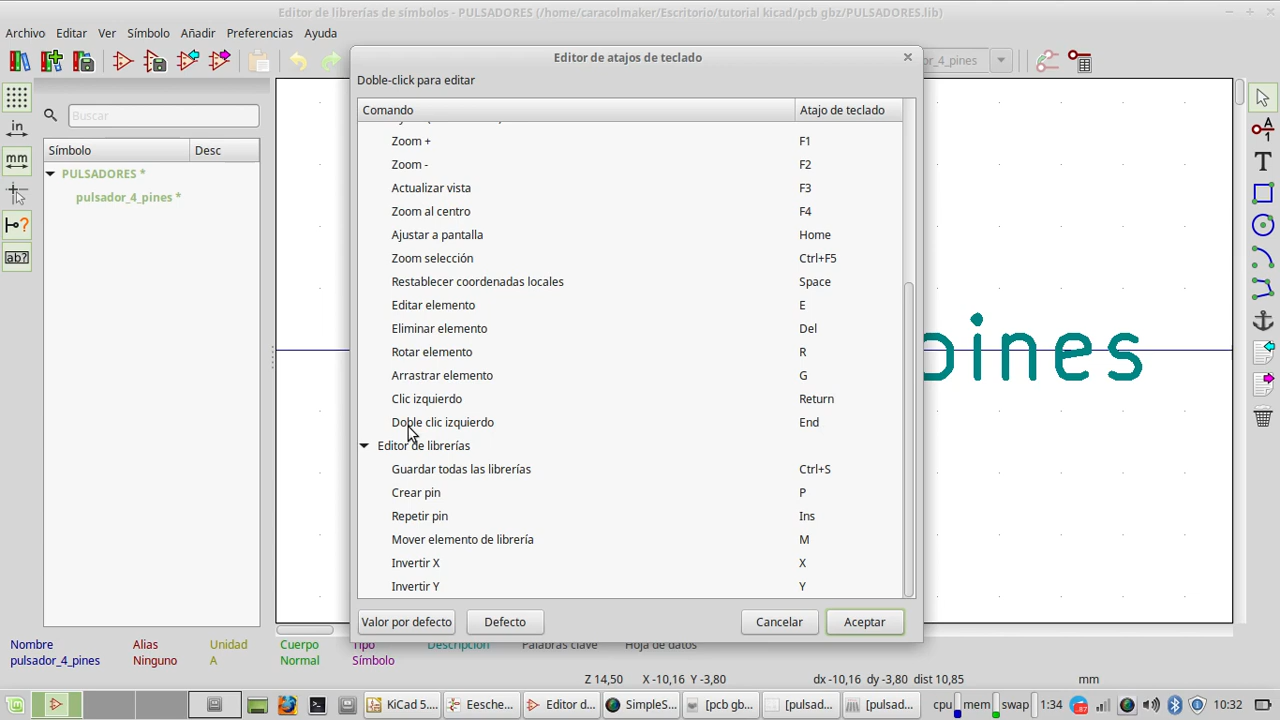 Editor de librerías de símbolos - PULSADORES (/home/caracolmaker/Escritorio/tutorial kicad/pcb gbz/PULSADORES.lib)
Archivo Editar Ver Símbolo Añadir Preferencias Ayuda
or_4_pines
in
mm
ab?
Buscar
Símbolo Desc
PULSADORES *
pulsador_4_pines *
Editor de atajos de teclado
Doble-click para editar
Comando Atajo de teclado
Zoom + F1
Zoom - F2
Actualizar vista F3
Zoom al centro F4
Ajustar a pantalla Home
Zoom selección Ctrl+F5
Restablecer coordenadas locales Space
Editar elemento E
Eliminar elemento Del
Rotar elemento R
Arrastrar elemento G
Clic izquierdo Return
Doble clic izquierdo End
Editor de librerías
Guardar todas las librerías Ctrl+S
Crear pin P
Repetir pin Ins
Mover elemento de librería M
Invertir X X
Invertir Y Y
Valor por defecto Defecto Cancelar Aceptar
pines
A
T
Nombre Alias Unidad Cuerpo Tipo Descripción Palabras clave Hoja de datos
pulsador_4_pines Ninguno A Normal Símbolo
Z 14,50 X -10,16 Y -3,80 dx -10,16 dy -3,80 dist 10,85 mm
KiCad 5.... Eesche... Editor d... SimpleS... [pcb gb... [pulsad... [pulsad... cpu mem swap 1:34 87 10:32